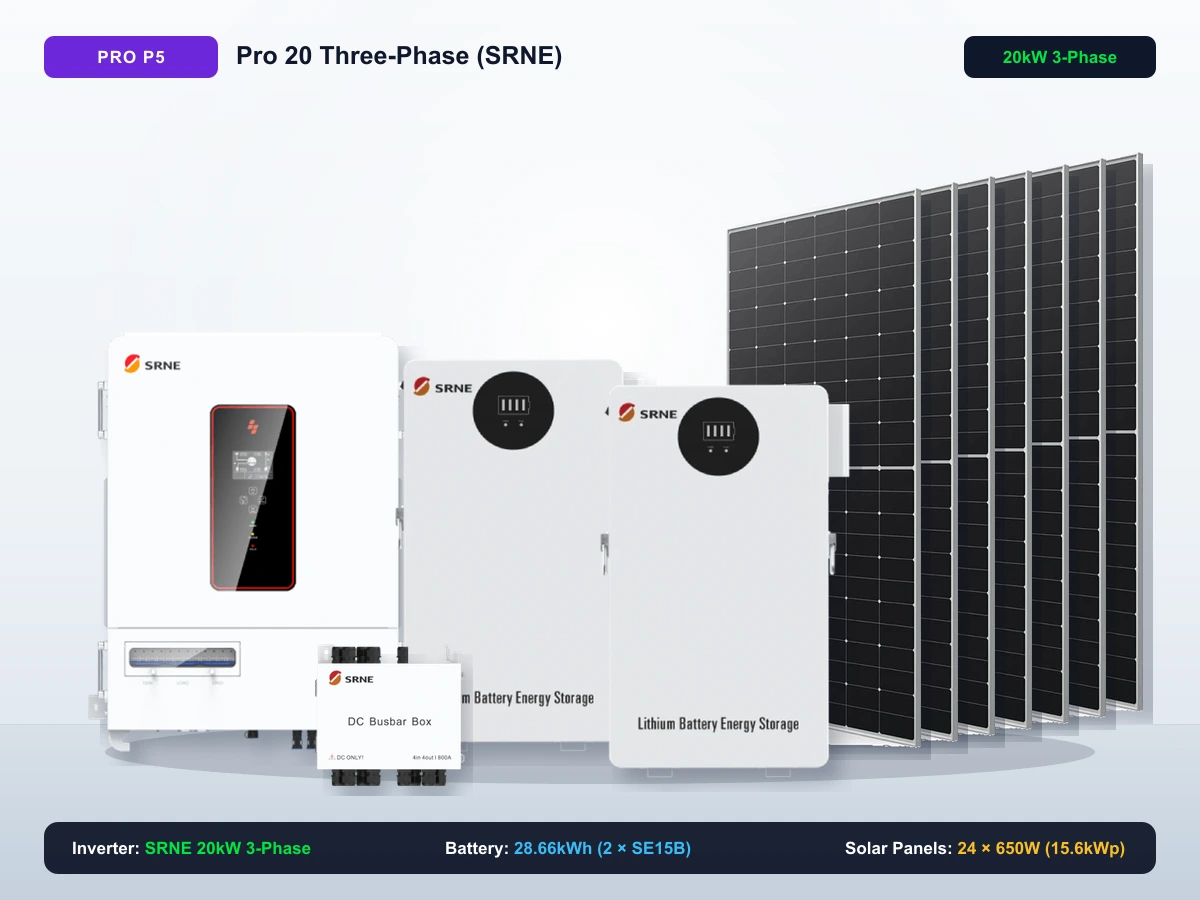 PRO P5
Pro 20 Three-Phase (SRNE)
20kW 3-Phase
SRNE
SRNE
SRNE
m Battery Energy Storage
Lithium Battery Energy Storage
SRNE
DC Busbar Box
DC ONLY!
4in 4out I 800A
Inverter: SRNE 20kW 3-Phase
Battery: 28.66kWh (2 × SE15B)
Solar Panels: 24 × 650W (15.6kWp)